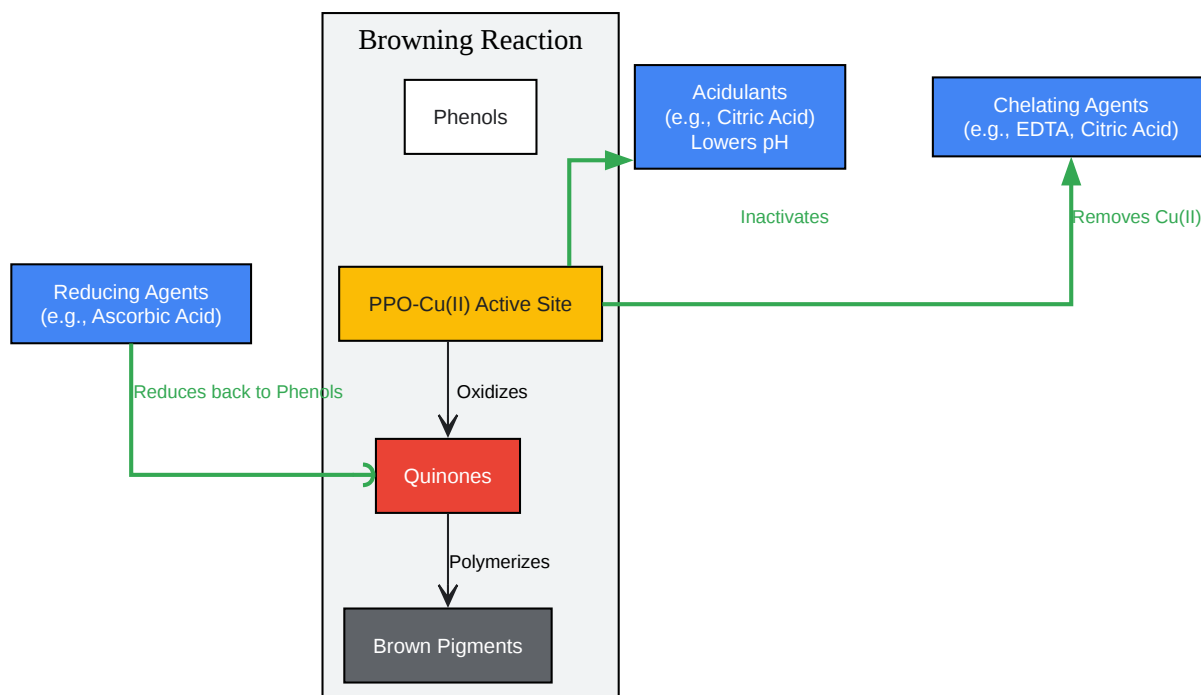 Browning Reaction
Phenols
Acidulants
(e.g., Citric Acid)
Lowers pH
Chelating Agents
(e.g., EDTA, Citric Acid)
Inactivates
Removes Cu(II)
Reducing Agents
(e.g., Ascorbic Acid)
PPO-Cu(II) Active Site
Reduces back to Phenols
Oxidizes
Quinones
Polymerizes
Brown Pigments